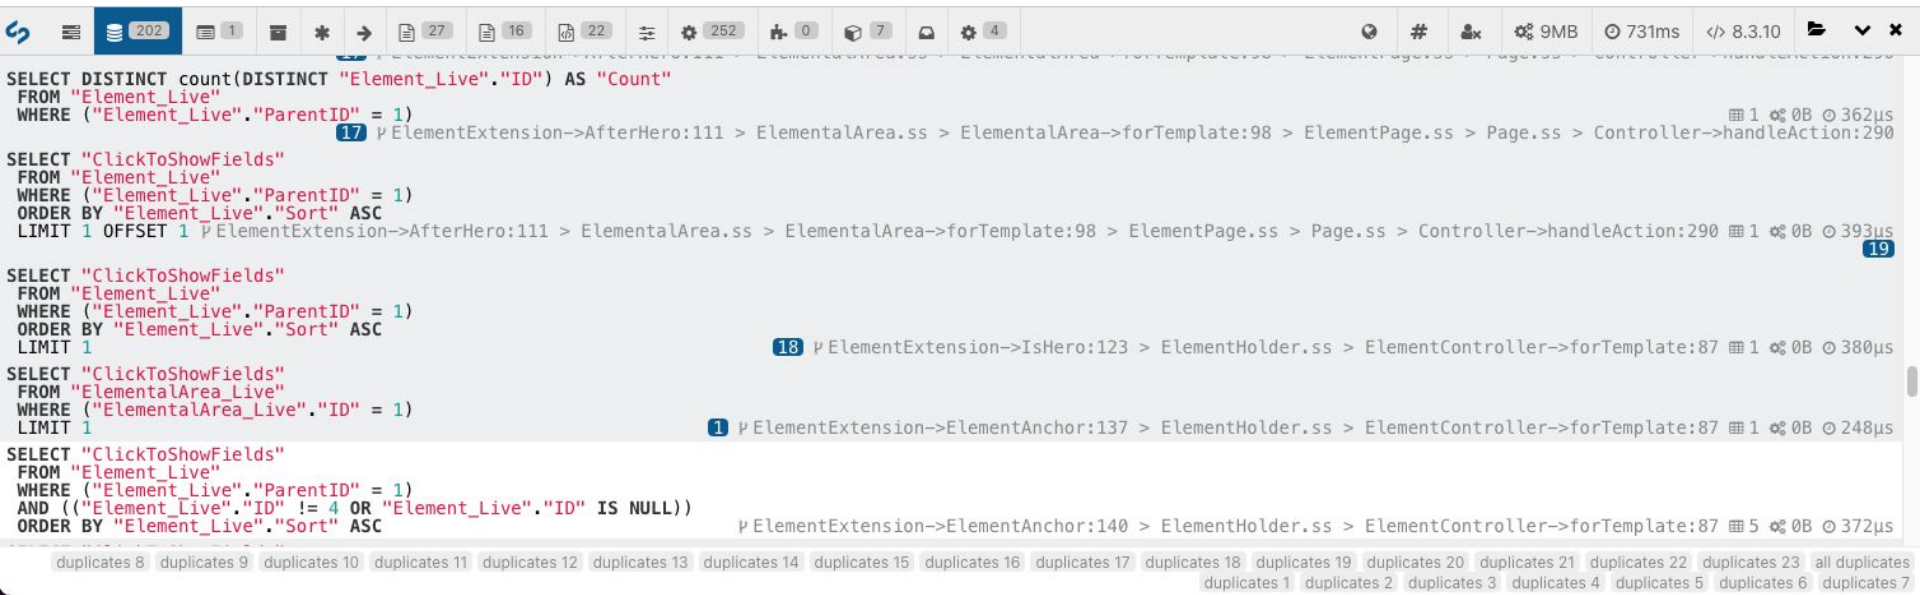 202 1 27 16 22 252 0 7 4 # 9MB 731ms </> 8.3.10
SELECT DISTINCT count(DISTINCT "Element_Live"."ID") AS "Count"
FROM "Element_Live"
WHERE ("Element_Live"."ParentID" = 1) 1 0B 362μs
17 ElementExtension->AfterHero:111 > ElementalArea.ss > ElementalArea->forTemplate:98 > ElementPage.ss > Page.ss > Controller->handleAction:290
SELECT "ClickToShowFields"
FROM "Element_Live"
WHERE ("Element_Live"."ParentID" = 1)
ORDER BY "Element_Live"."Sort" ASC
LIMIT 1 OFFSET 1 ElementExtension->AfterHero:111 > ElementalArea.ss > ElementalArea->forTemplate:98 > ElementPage.ss > Page.ss > Controller->handleAction:290 1 0B 393μs
19
SELECT "ClickToShowFields"
FROM "Element_Live"
WHERE ("Element_Live"."ParentID" = 1)
ORDER BY "Element_Live"."Sort" ASC
LIMIT 1 18 ElementExtension->IsHero:123 > ElementHolder.ss > ElementController->forTemplate:87 1 0B 380μs
SELECT "ClickToShowFields"
FROM "ElementalArea_Live"
WHERE ("ElementalArea_Live"."ID" = 1)
LIMIT 1 1 ElementExtension->ElementAnchor:137 > ElementHolder.ss > ElementController->forTemplate:87 1 0B 248μs
SELECT "ClickToShowFields"
FROM "Element_Live"
WHERE ("Element_Live"."ParentID" = 1)
AND (("Element_Live"."ID" != 4 OR "Element_Live"."ID" IS NULL))
ORDER BY "Element_Live"."Sort" ASC ElementExtension->ElementAnchor:140 > ElementHolder.ss > ElementController->forTemplate:87 5 0B 372μs
duplicates 8 duplicates 9 duplicates 10 duplicates 11 duplicates 12 duplicates 13 duplicates 14 duplicates 15 duplicates 16 duplicates 17 duplicates 18 duplicates 19 duplicates 20 duplicates 21 duplicates 22 duplicates 23 all duplicates
duplicates 1 duplicates 2 duplicates 3 duplicates 4 duplicates 5 duplicates 6 duplicates 7